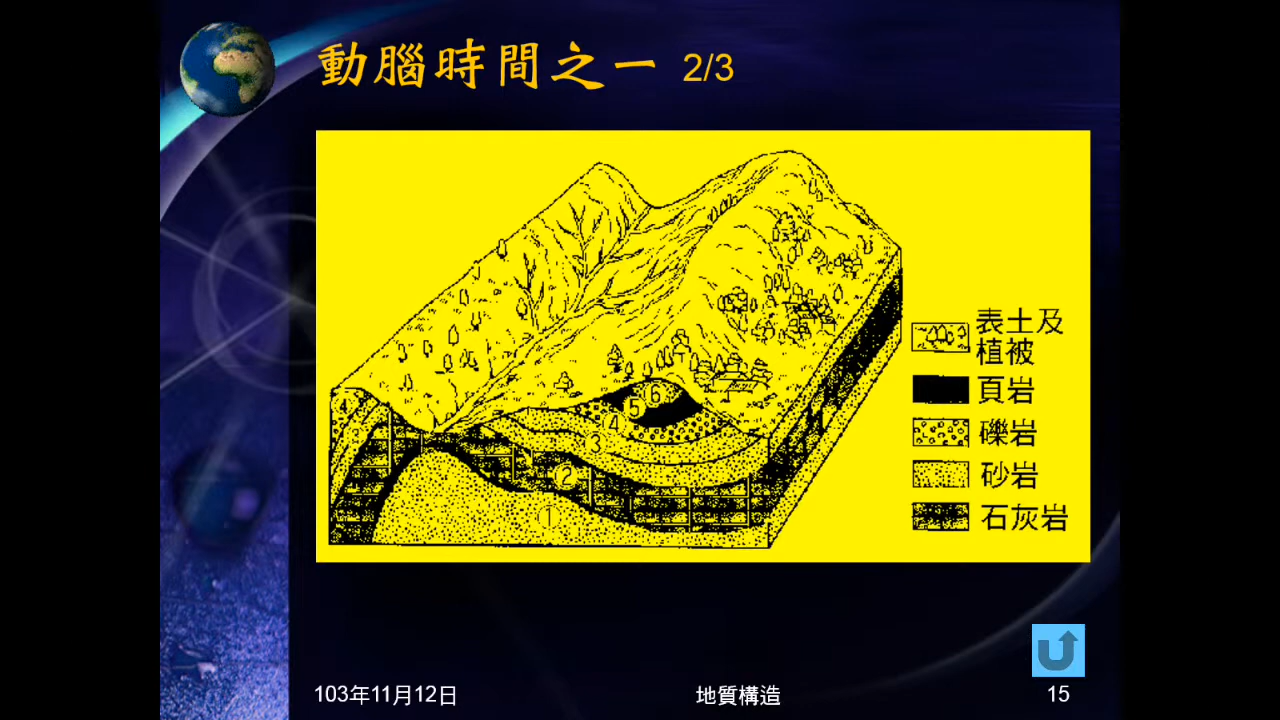 動腦時間之一 2/3
表土及
植被
頁岩
礫岩
砂岩
石灰岩
4
6
5
4
3
2
2
1
103年11月12日
地質構造
15